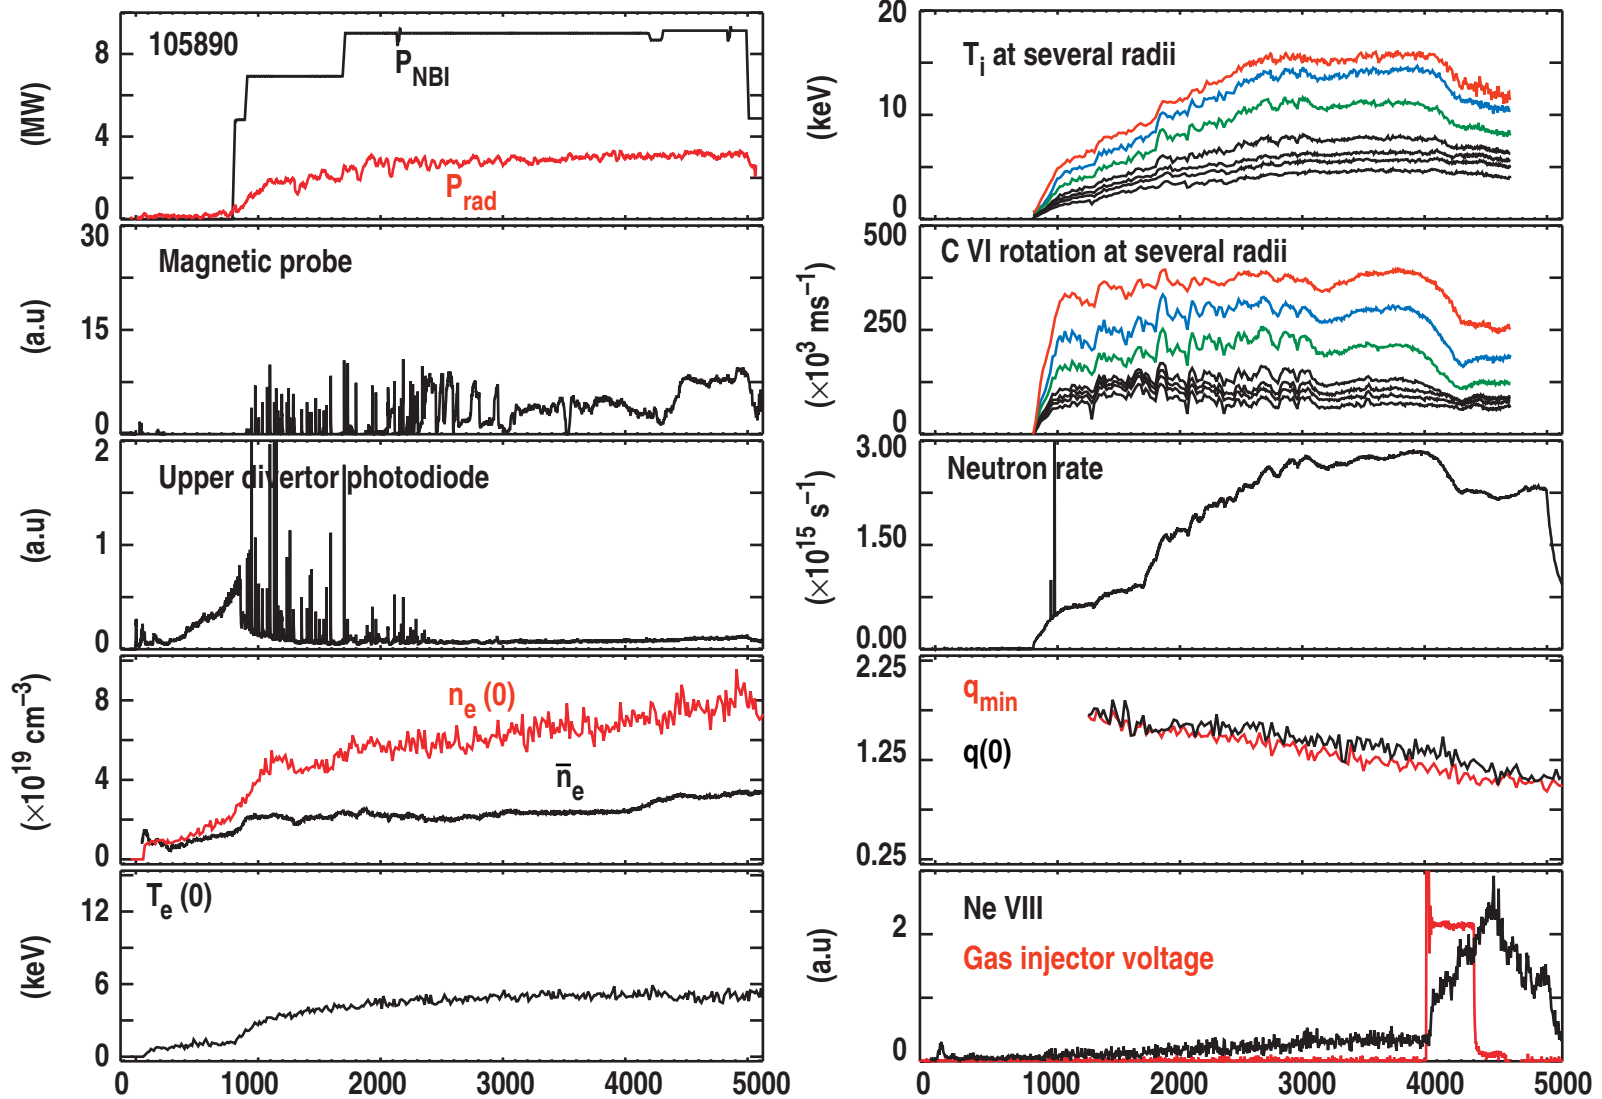 105890
P_NBI
P_rad
(MW)
8
4
0
Magnetic probe
(a.u)
30
15
0
Upper divertor photodiode
(a.u)
2
1
0
n_e (0)
n̄_e
(×10^19 cm^−3)
8
4
0
T_e (0)
(keV)
12
6
0
0 1000 2000 3000 4000 5000
T_i at several radii
(keV)
20
10
0
C VI rotation at several radii
(×10^3 ms^−1)
500
250
0
Neutron rate
(×10^15 s^−1)
3.00
1.50
0.00
q_min
q(0)
2.25
1.25
0.25
Ne VIII
Gas injector voltage
(a.u)
2
0
0 1000 2000 3000 4000 5000